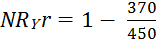 NR_Y r = 1 − 370/450